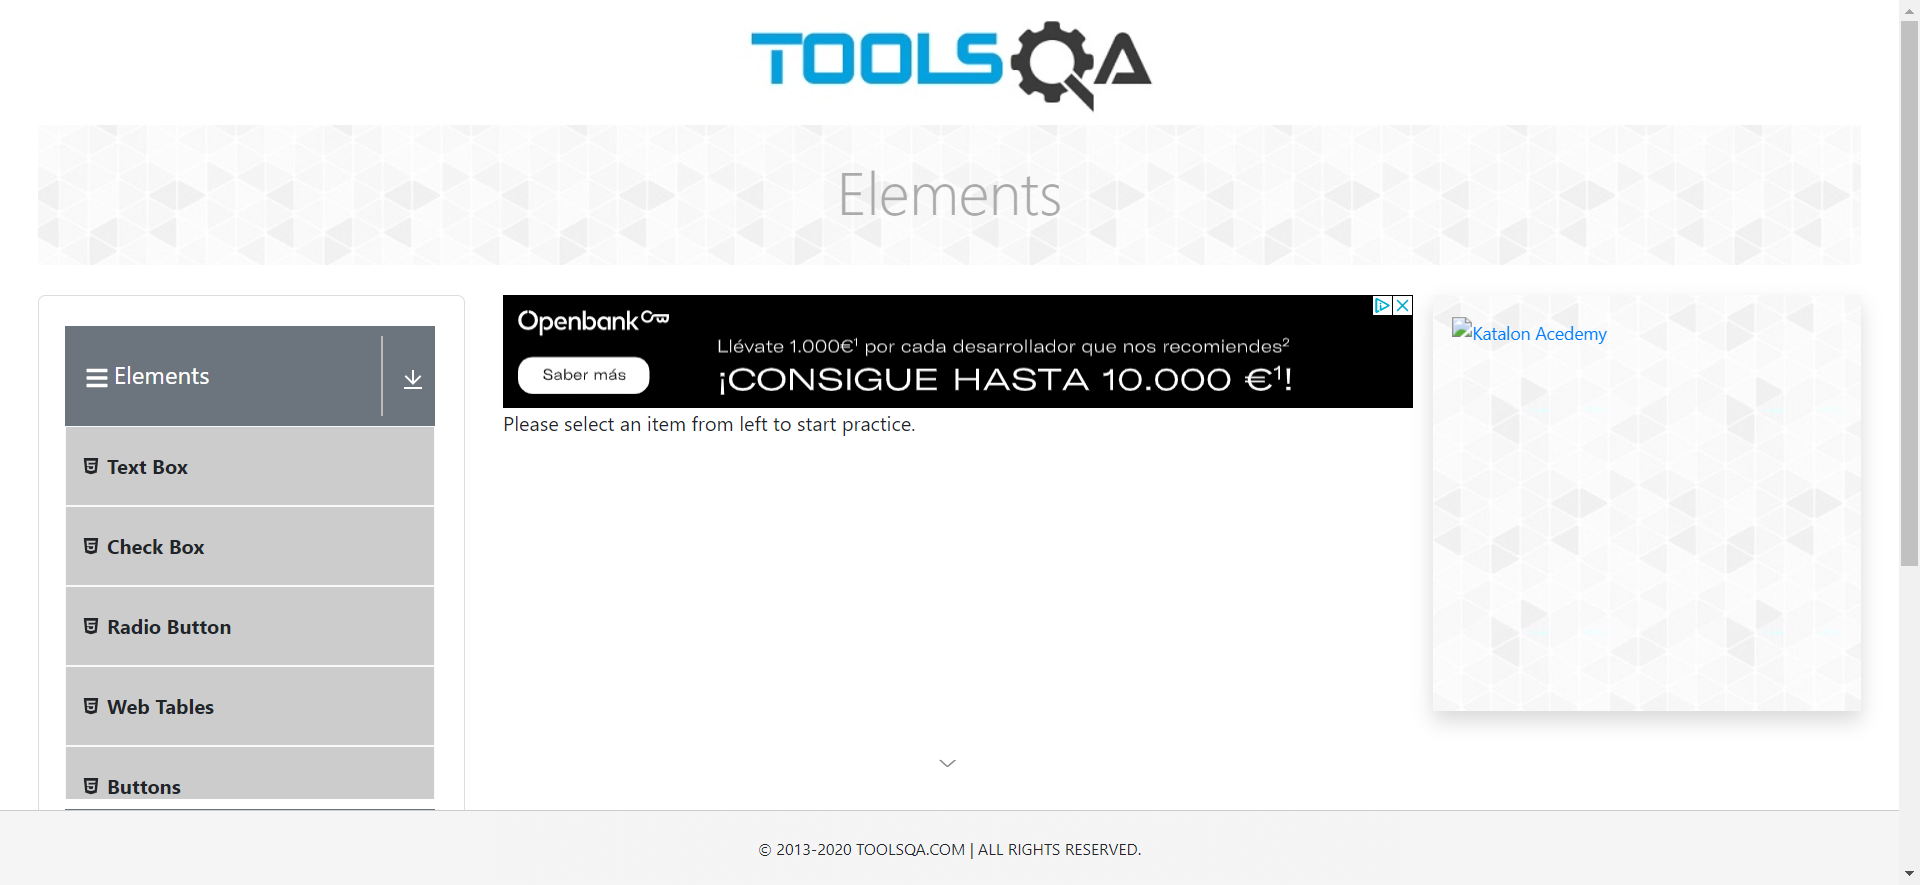 TOOLSQA
Elements
Elements
Text Box
Check Box
Radio Button
Web Tables
Buttons
Openbank
Saber más
Llévate 1.000€¹ por cada desarrollador que nos recomiendes²
¡CONSIGUE HASTA 10.000 €¹!
Please select an item from left to start practice.
Katalon Acedemy
© 2013-2020 TOOLSQA.COM | ALL RIGHTS RESERVED.